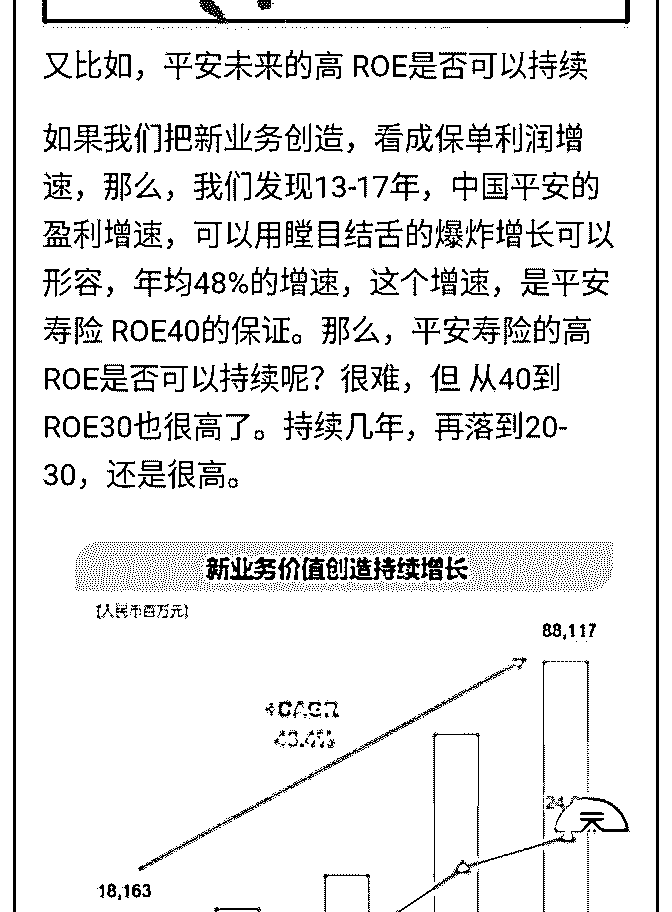 又比如，平安未来的高 ROE是否可以持续
如果我们把新业务创造，看成保单利润增
速，那么，我们发现13-17年，中国平安的
盈利增速，可以用瞠目结舌的爆炸增长可以
形容，年均48%的增速，这个增速，是平安
寿险 ROE40的保证。那么，平安寿险的高
ROE是否可以持续呢？很难，但 从40到
ROE30也很高了。持续几年，再落到20-
30，还是很高。
新业务价值创造持续增长
(人民币百万元)
88,117
+CAGR
24
元
18,163